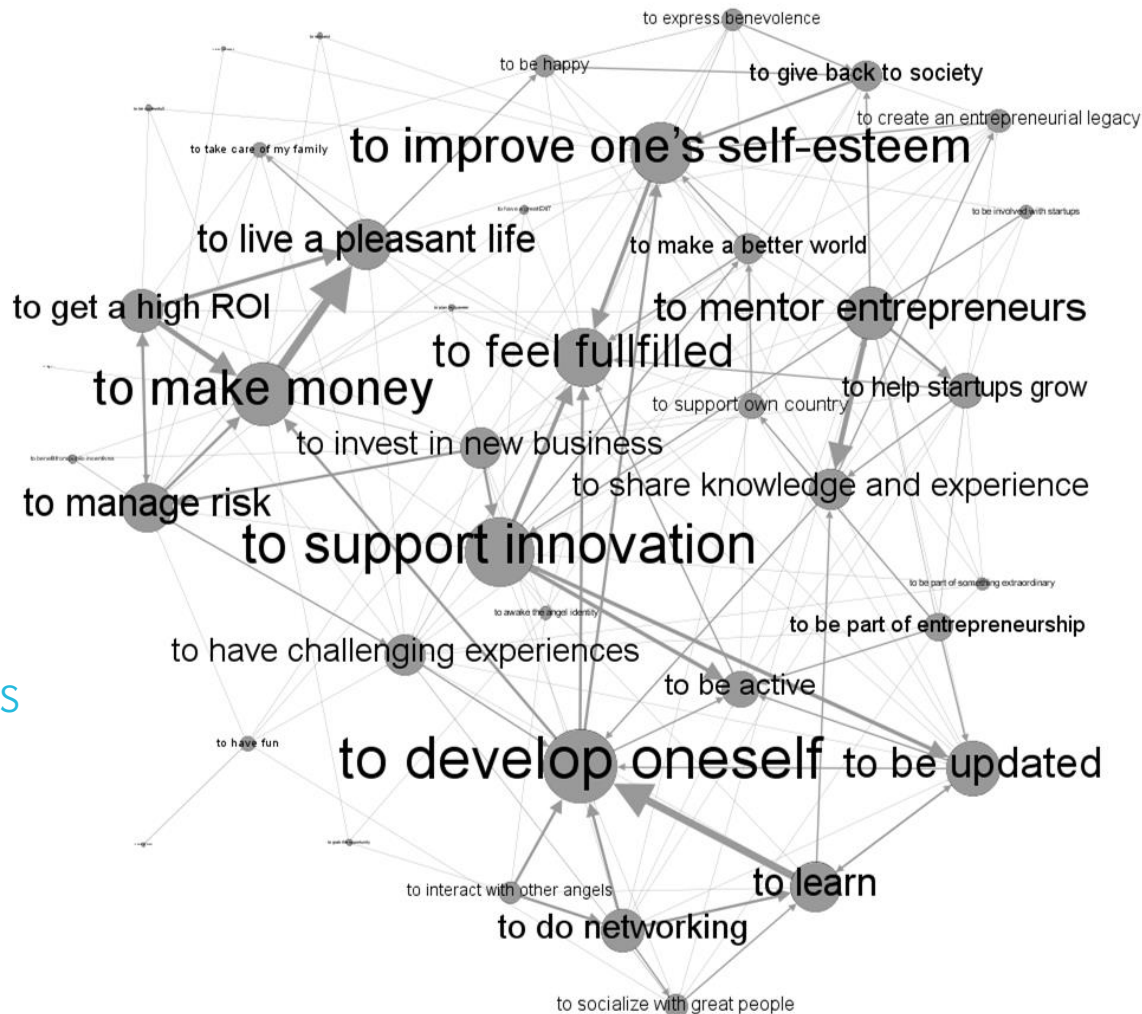 to express benevolence
to be happy
to give back to society
to create an entrepreneurial legacy
to improve one's self-esteem
to take care of my family
to be involved with startups
to live a pleasant life
to make a better world
to get a high ROI
to mentor entrepreneurs
to feel fullfilled
to make money
to help startups grow
to support own country
to invest in new business
to share knowledge and experience
to manage risk
to support innovation
to be part of something extraordinary
to awake the angel identity
to be part of entrepreneurship
to have challenging experiences
to be active
s
to have fun
to develop oneself
to be updated
to interact with other angels
to learn
to do networking
to socialize with great people